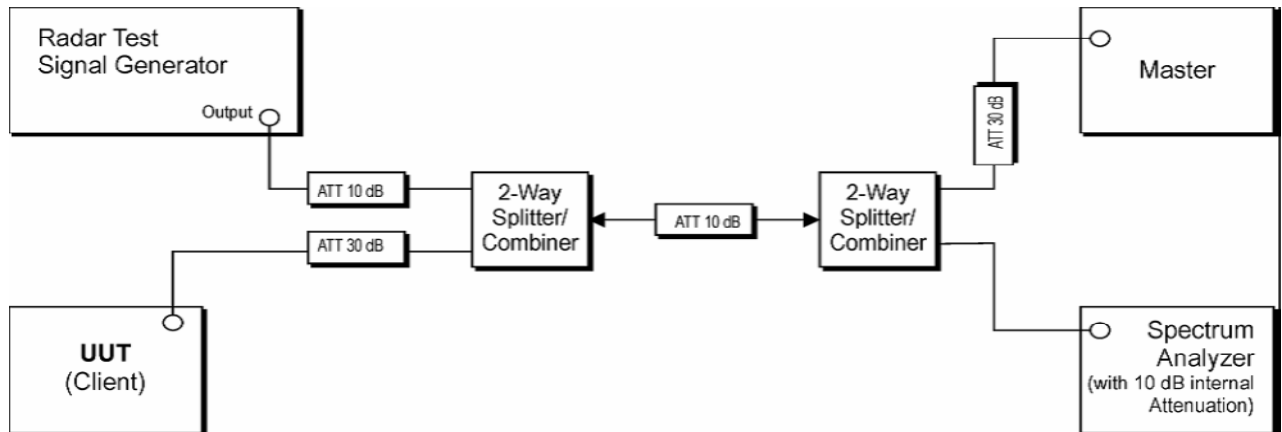 Radar Test
Signal Generator
Output
ATT 10 dB
ATT 30 dB
UUT
(Client)
2-Way
Splitter/
Combiner
ATT 10 dB
2-Way
Splitter/
Combiner
ATT 30 dB
Master
Spectrum
Analyzer
(with 10 dB internal
Attenuation)